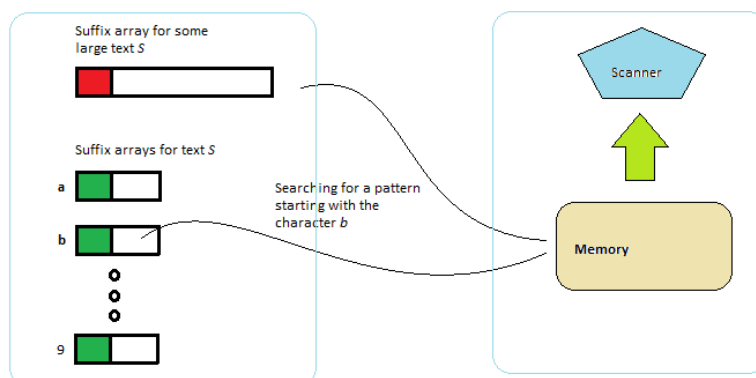 Suffix array for some
large text S
Suffix arrays for text S
a
b
9
Searching for a pattern
starting with the
character b
Scanner
Memory